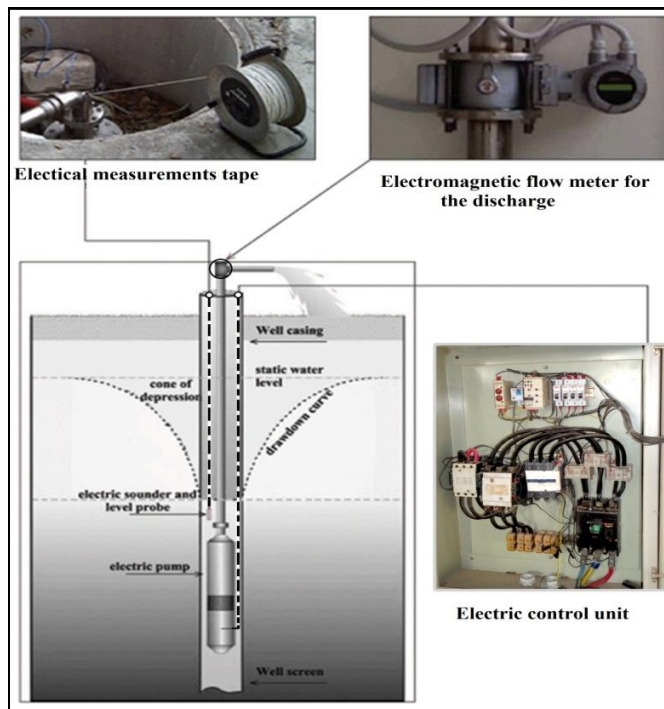 Electical measurements tape
Electromagnetic flow meter for
the discharge
Well casing
static water
level
cone of
depression
drawdown curve
electric sounder and
level probe
electric pump
Well screen
Electric control unit